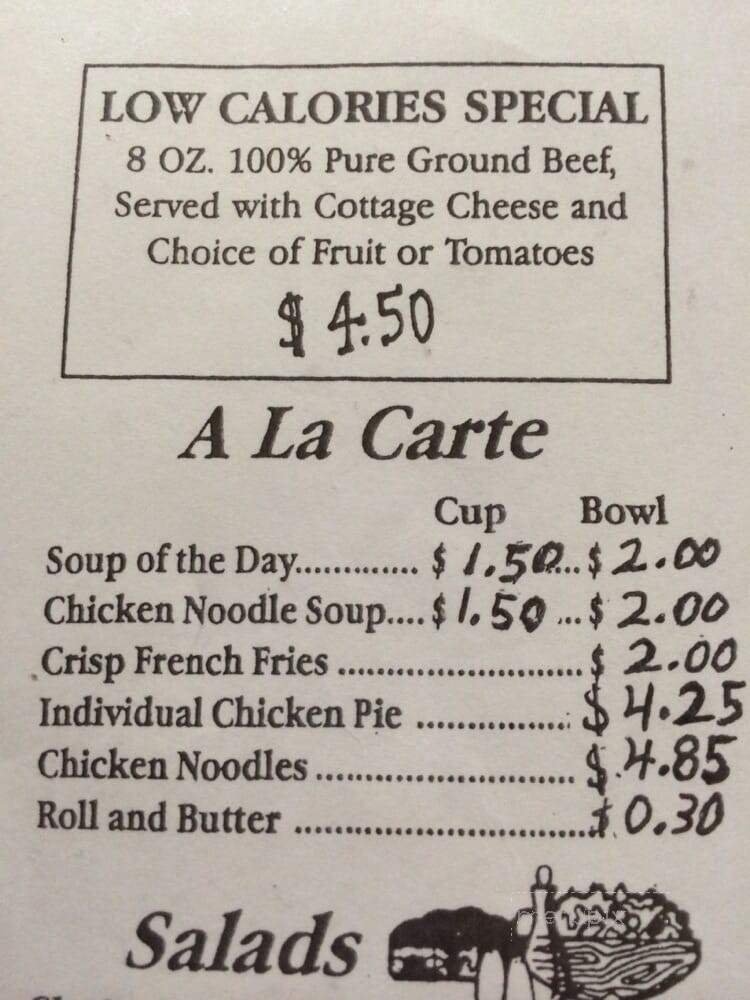 LOW CALORIES SPECIAL
8 OZ. 100% Pure Ground Beef,
Served with Cottage Cheese and
Choice of Fruit or Tomatoes
$ 4.50
A La Carte
Cup Bowl
Soup of the Day............. $ 1.50...$ 2.00
Chicken Noodle Soup....$ 1.50 ...$ 2.00
Crisp French Fries ..........................$ 2.00
Individual Chicken Pie ................$ 4.25
Chicken Noodles ............................$ 4.85
Roll and Butter ..............................$ 0.30
Salads
menupix